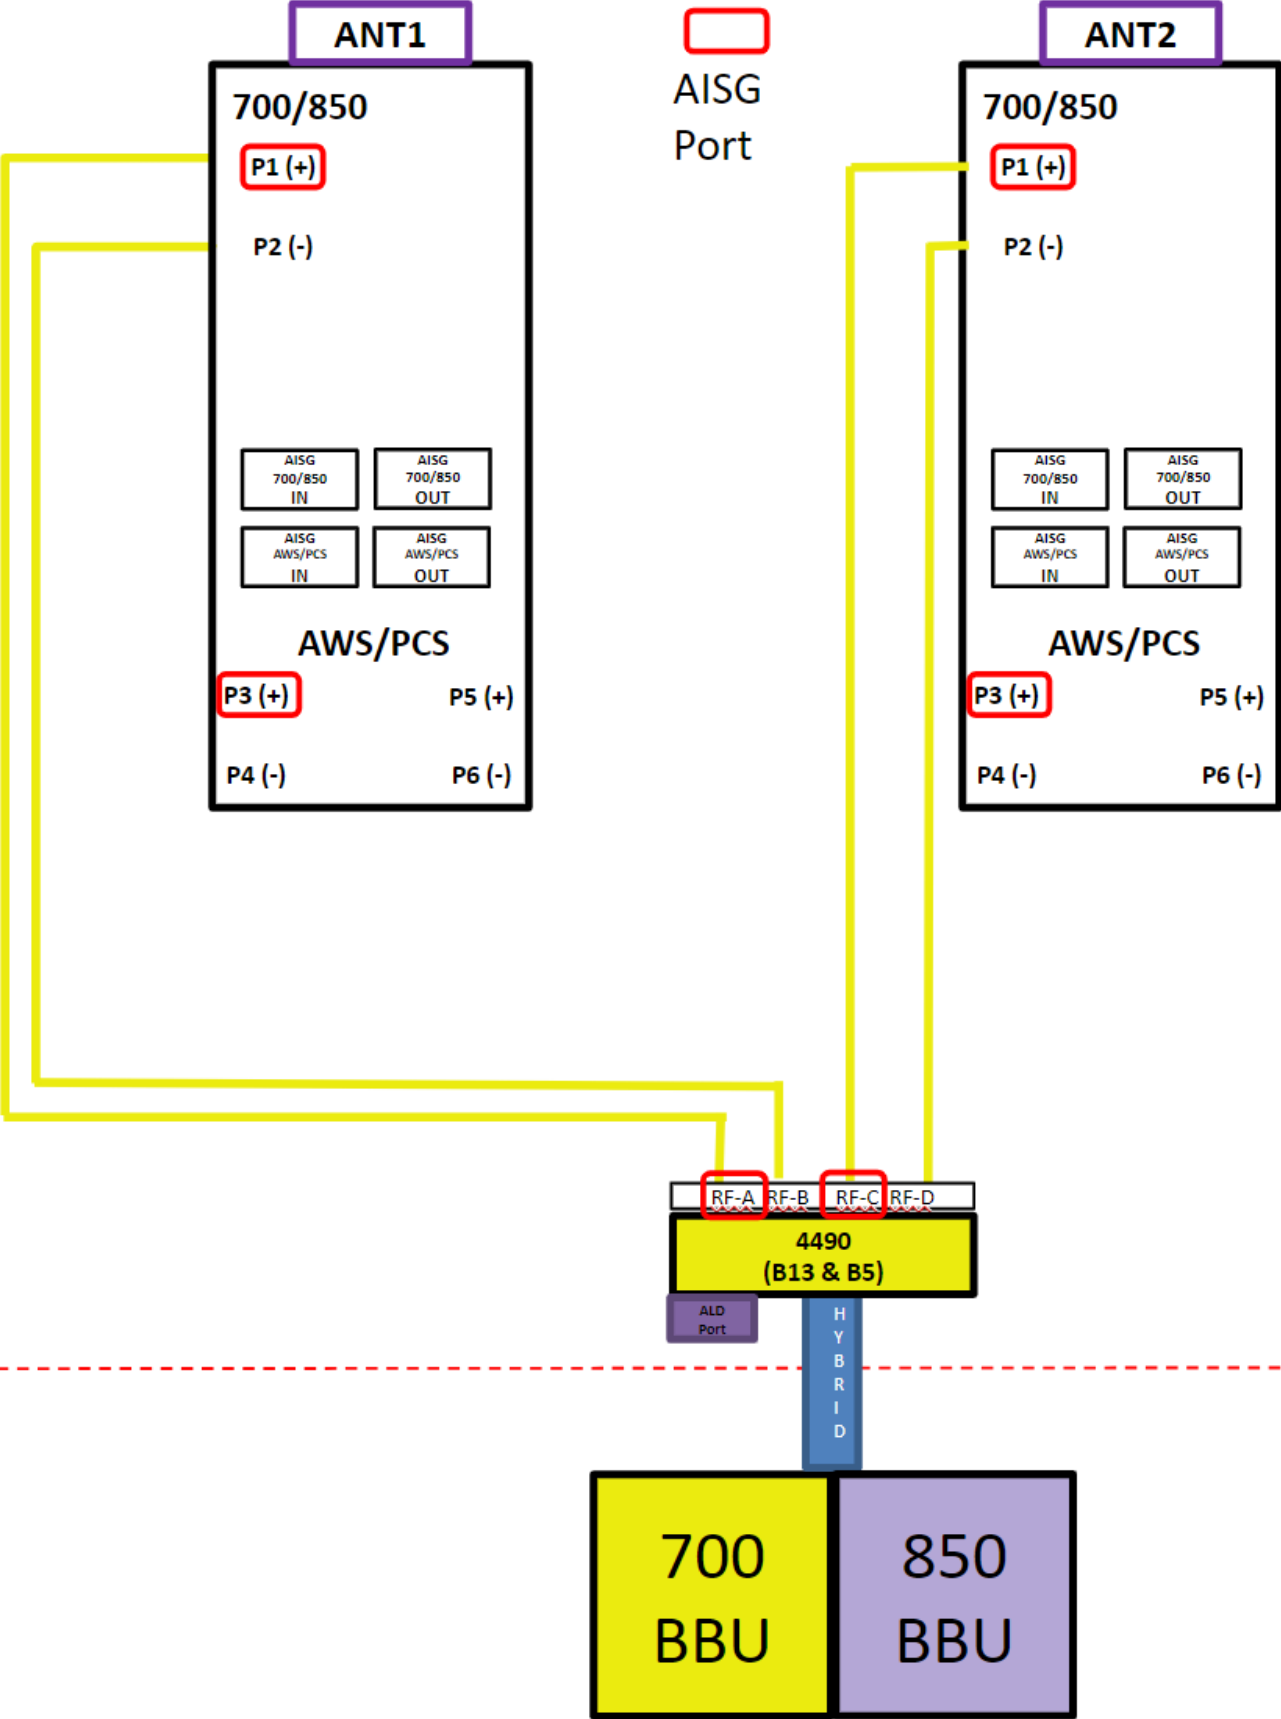 ANT1
700/850
P1 (+)
P2 (-)
AISG
700/850
IN
AISG
700/850
OUT
AISG
AWS/PCS
IN
AISG
AWS/PCS
OUT
AWS/PCS
P3 (+)
P5 (+)
P4 (-)
P6 (-)
AISG
Port
ANT2
700/850
P1 (+)
P2 (-)
AISG
700/850
IN
AISG
700/850
OUT
AISG
AWS/PCS
IN
AISG
AWS/PCS
OUT
AWS/PCS
P3 (+)
P5 (+)
P4 (-)
P6 (-)
RF-A RF-B RF-C RF-D
4490
(B13 & B5)
ALD
Port
HYBRID
700
BBU
850
BBU